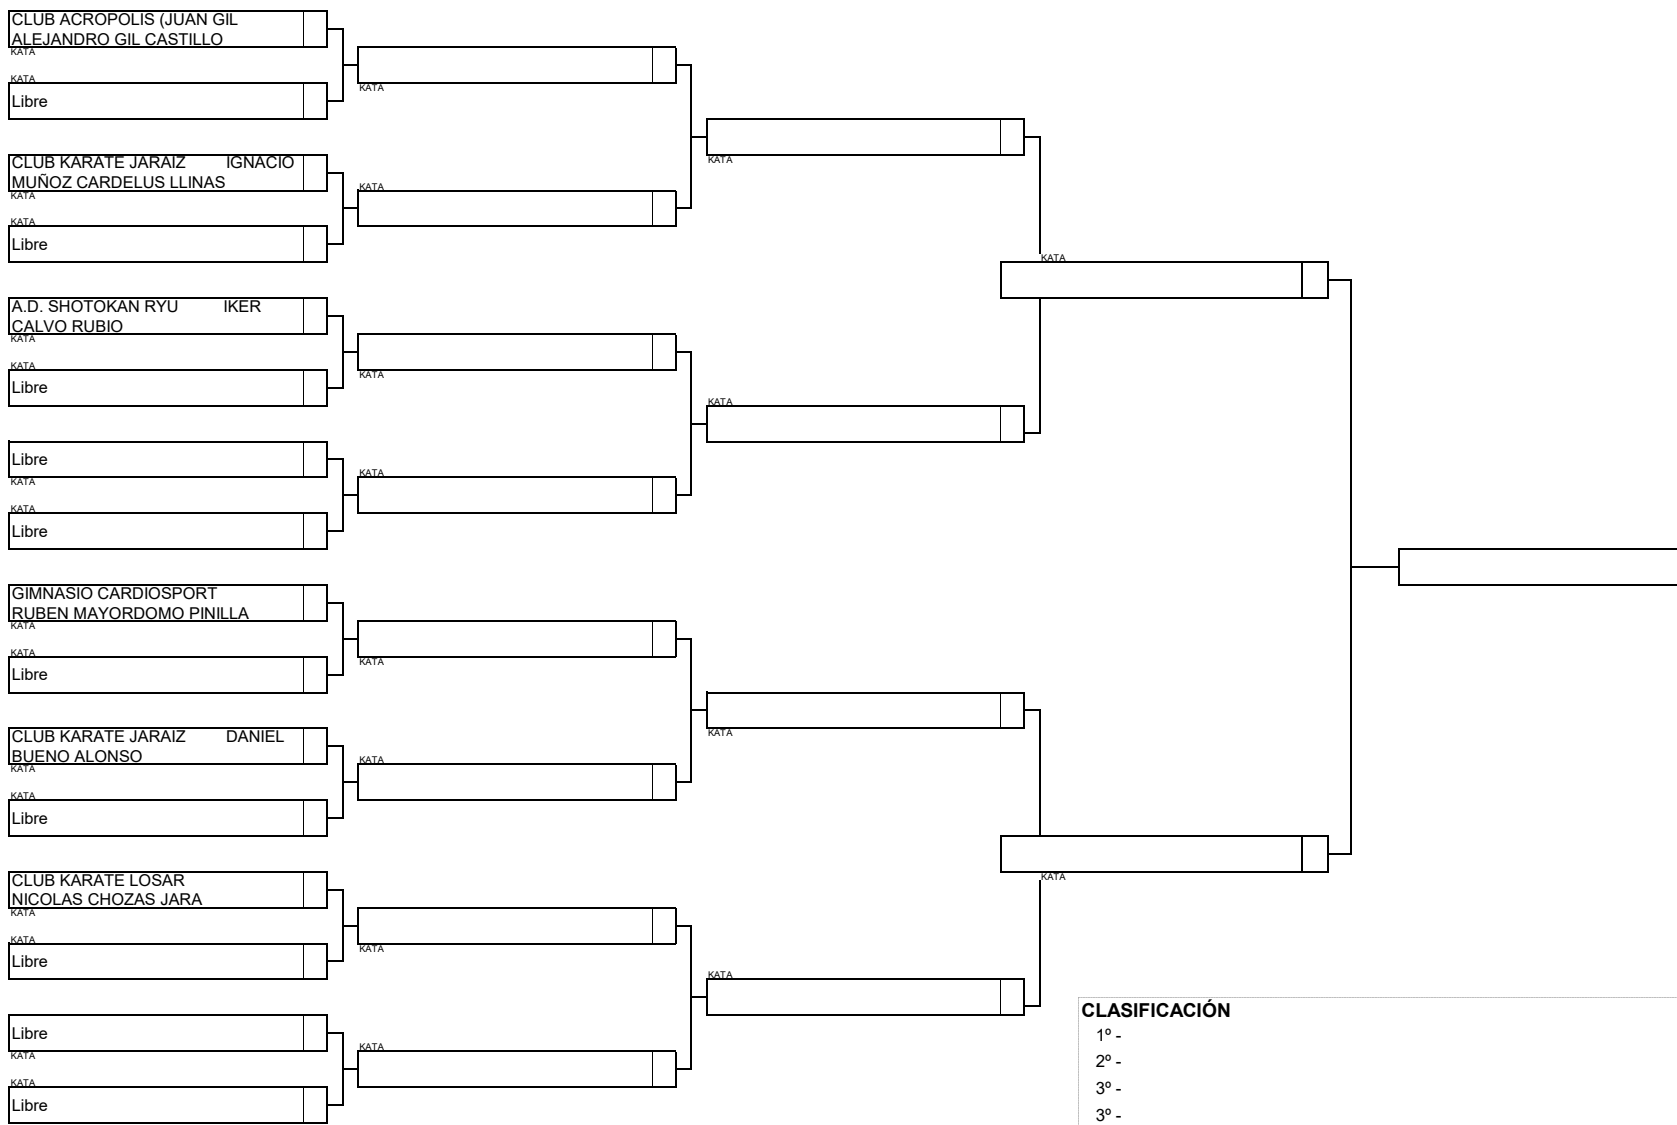 CLUB ACROPOLIS (JUAN GIL
ALEJANDRO GIL CASTILLO
KATA
KATA
Libre
CLUB KARATE JARAIZ IGNACIO
MUÑOZ CARDELUS LLINAS
KATA
KATA
Libre
A.D. SHOTOKAN RYU IKER
CALVO RUBIO
KATA
KATA
Libre
Libre
KATA
KATA
Libre
GIMNASIO CARDIOSPORT
RUBEN MAYORDOMO PINILLA
KATA
KATA
Libre
CLUB KARATE JARAIZ DANIEL
BUENO ALONSO
KATA
KATA
Libre
CLUB KARATE LOSAR
NICOLAS CHOZAS JARA
KATA
KATA
Libre
Libre
KATA
KATA
Libre
KATA
KATA
KATA
KATA
KATA
KATA
KATA
KATA
KATA
KATA
KATA
KATA
KATA
KATA
CLASIFICACIÓN
1º -
2º -
3º -
3º -